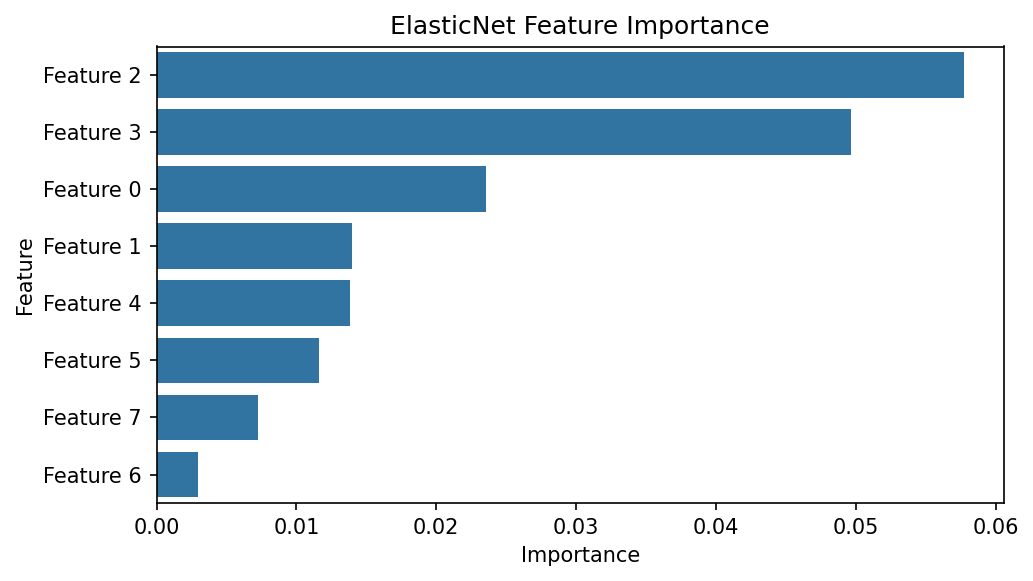 ElasticNet Feature Importance
Feature
Feature 2
Feature 3
Feature 0
Feature 1
Feature 4
Feature 5
Feature 7
Feature 6
0.00 0.01 0.02 0.03 0.04 0.05 0.06
Importance